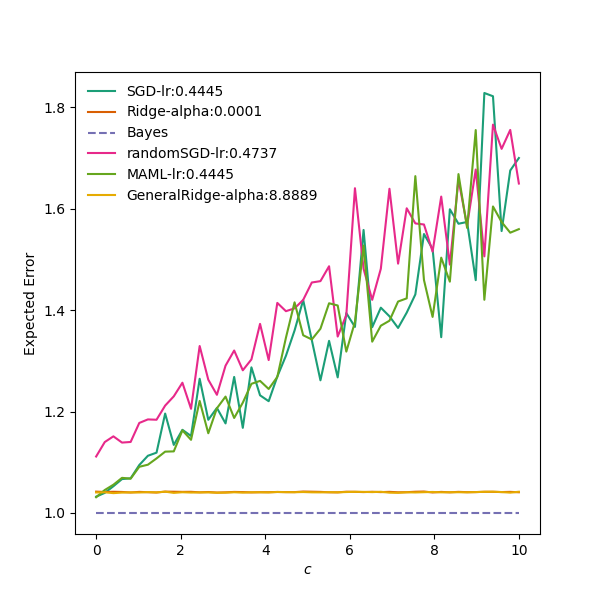 SGD-lr:0.4445
Ridge-alpha:0.0001
Bayes
randomSGD-lr:0.4737
MAML-lr:0.4445
GeneralRidge-alpha:8.8889
Expected Error
1.8
1.6
1.4
1.2
1.0
0
2
4
6
8
10
c